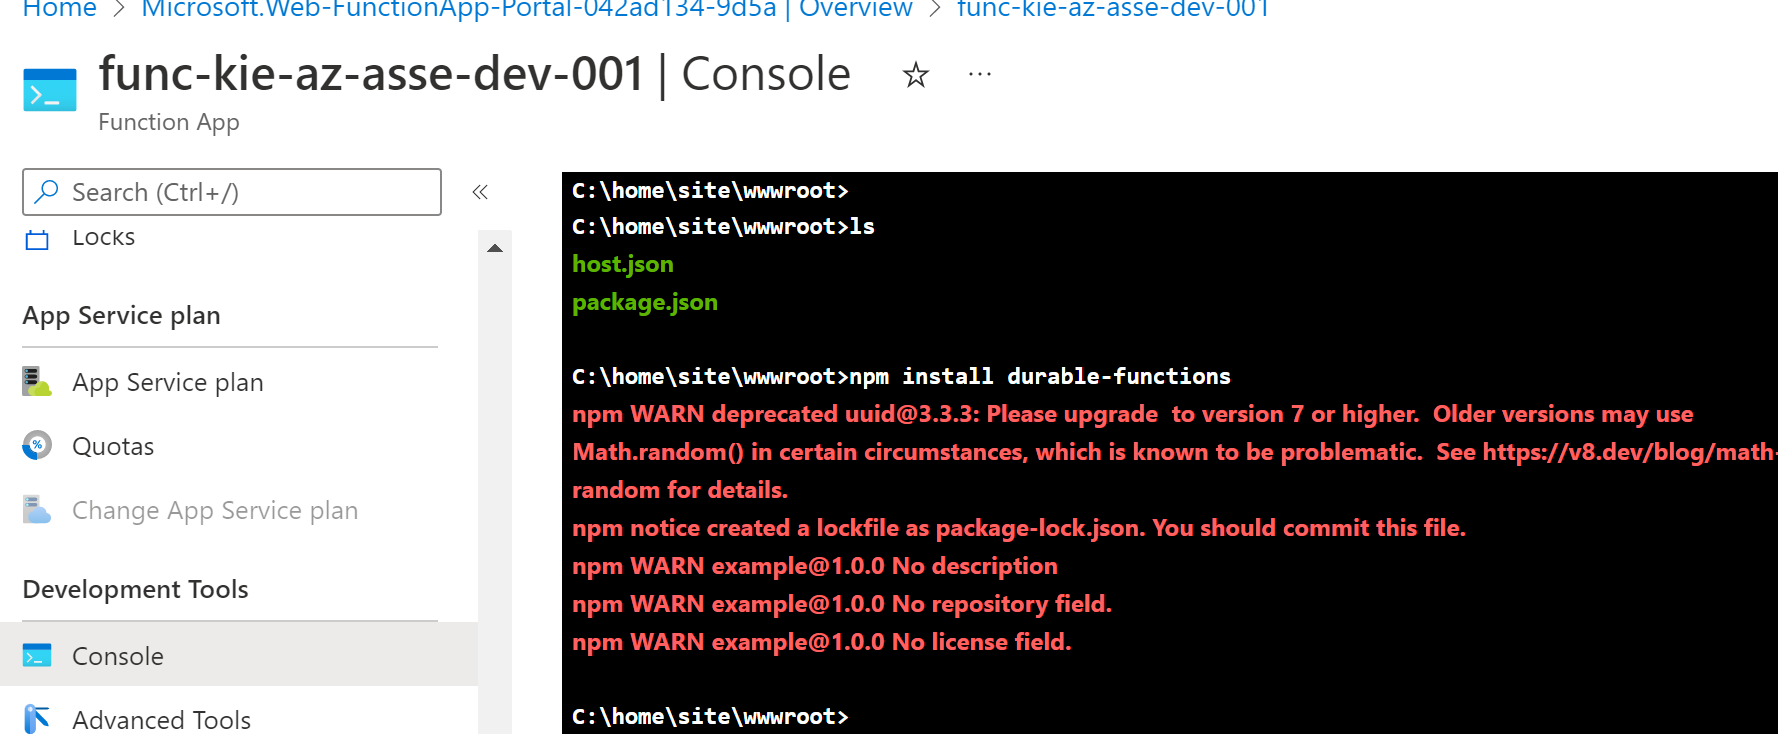 Home > Microsoft.Web-FunctionApp-Portal-042ad134-9d5a | Overview > func-kie-az-asse-dev-001
func-kie-az-asse-dev-001 | Console
Function App
Search (Ctrl+/)
Locks
App Service plan
App Service plan
Quotas
Change App Service plan
Development Tools
Console
Advanced Tools
C:\home\site\wwwroot>
C:\home\site\wwwroot>ls
host.json
package.json
C:\home\site\wwwroot>npm install durable-functions
npm WARN deprecated uuid@3.3.3: Please upgrade  to version 7 or higher.  Older versions may use
Math.random() in certain circumstances, which is known to be problematic.  See https://v8.dev/blog/math-
random for details.
npm notice created a lockfile as package-lock.json. You should commit this file.
npm WARN example@1.0.0 No description
npm WARN example@1.0.0 No repository field.
npm WARN example@1.0.0 No license field.
C:\home\site\wwwroot>